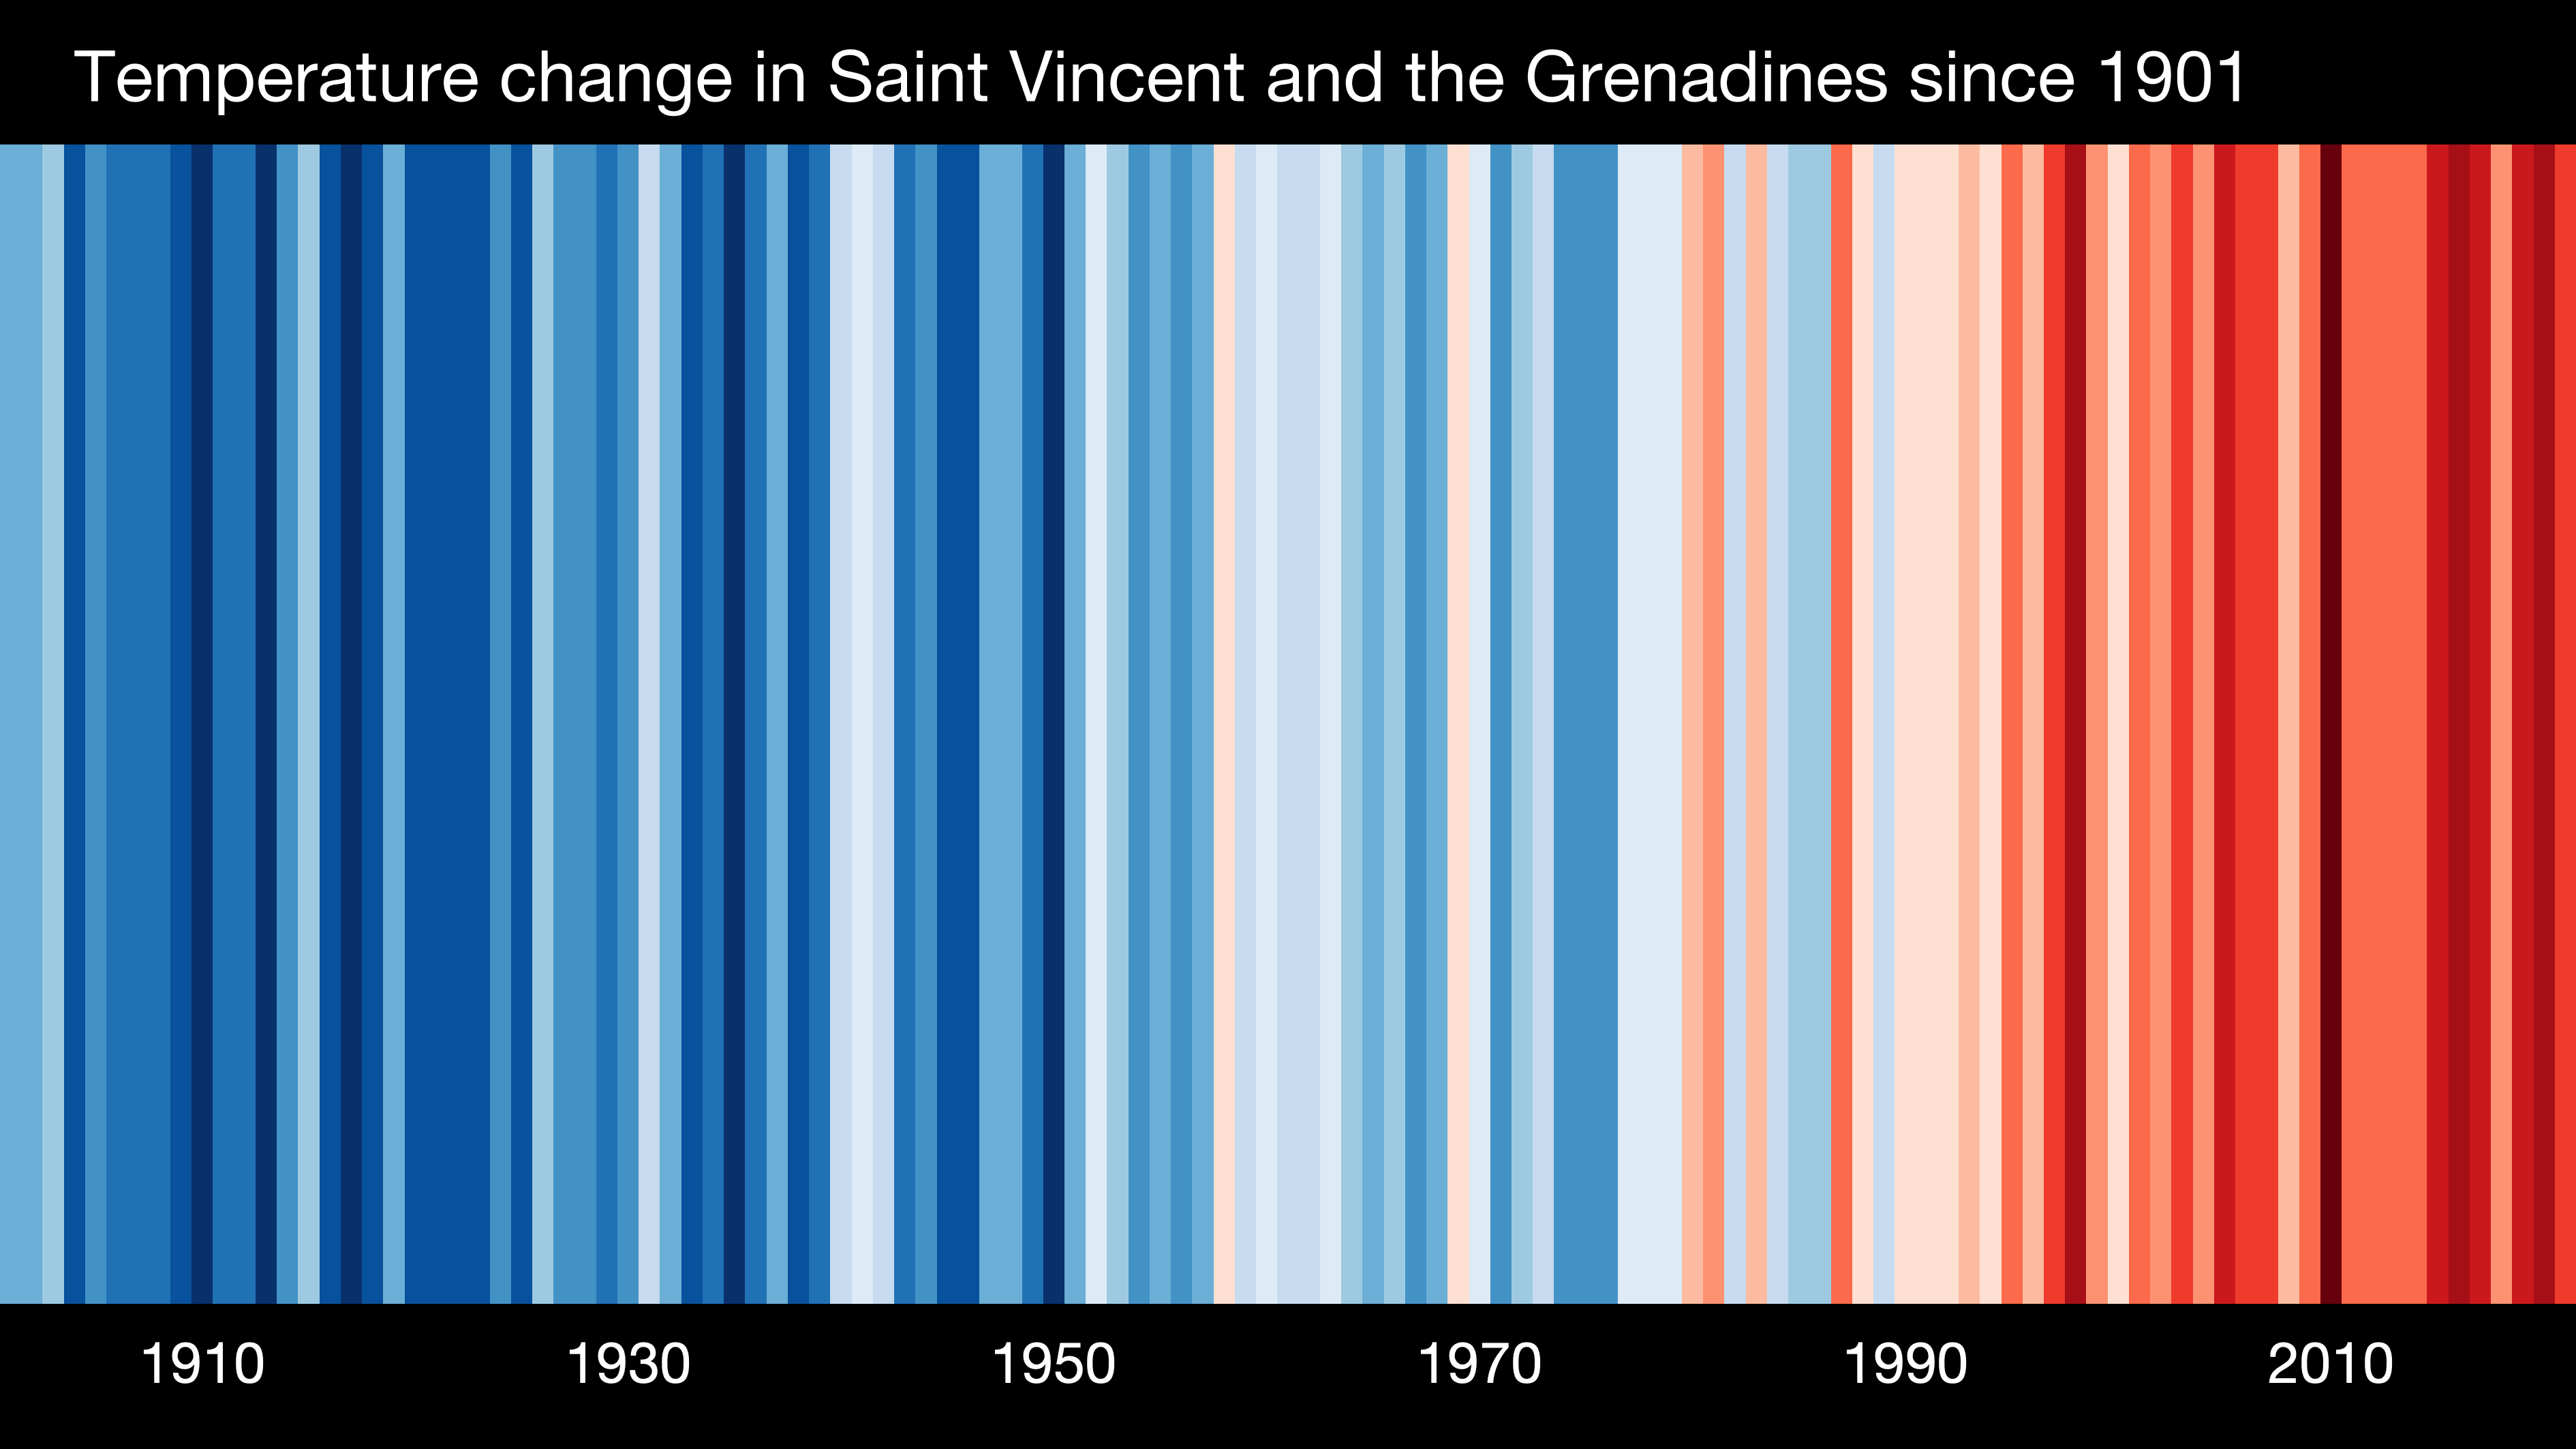 Temperature change in Saint Vincent and the Grenadines since 1901
1910 1930 1950 1970 1990 2010